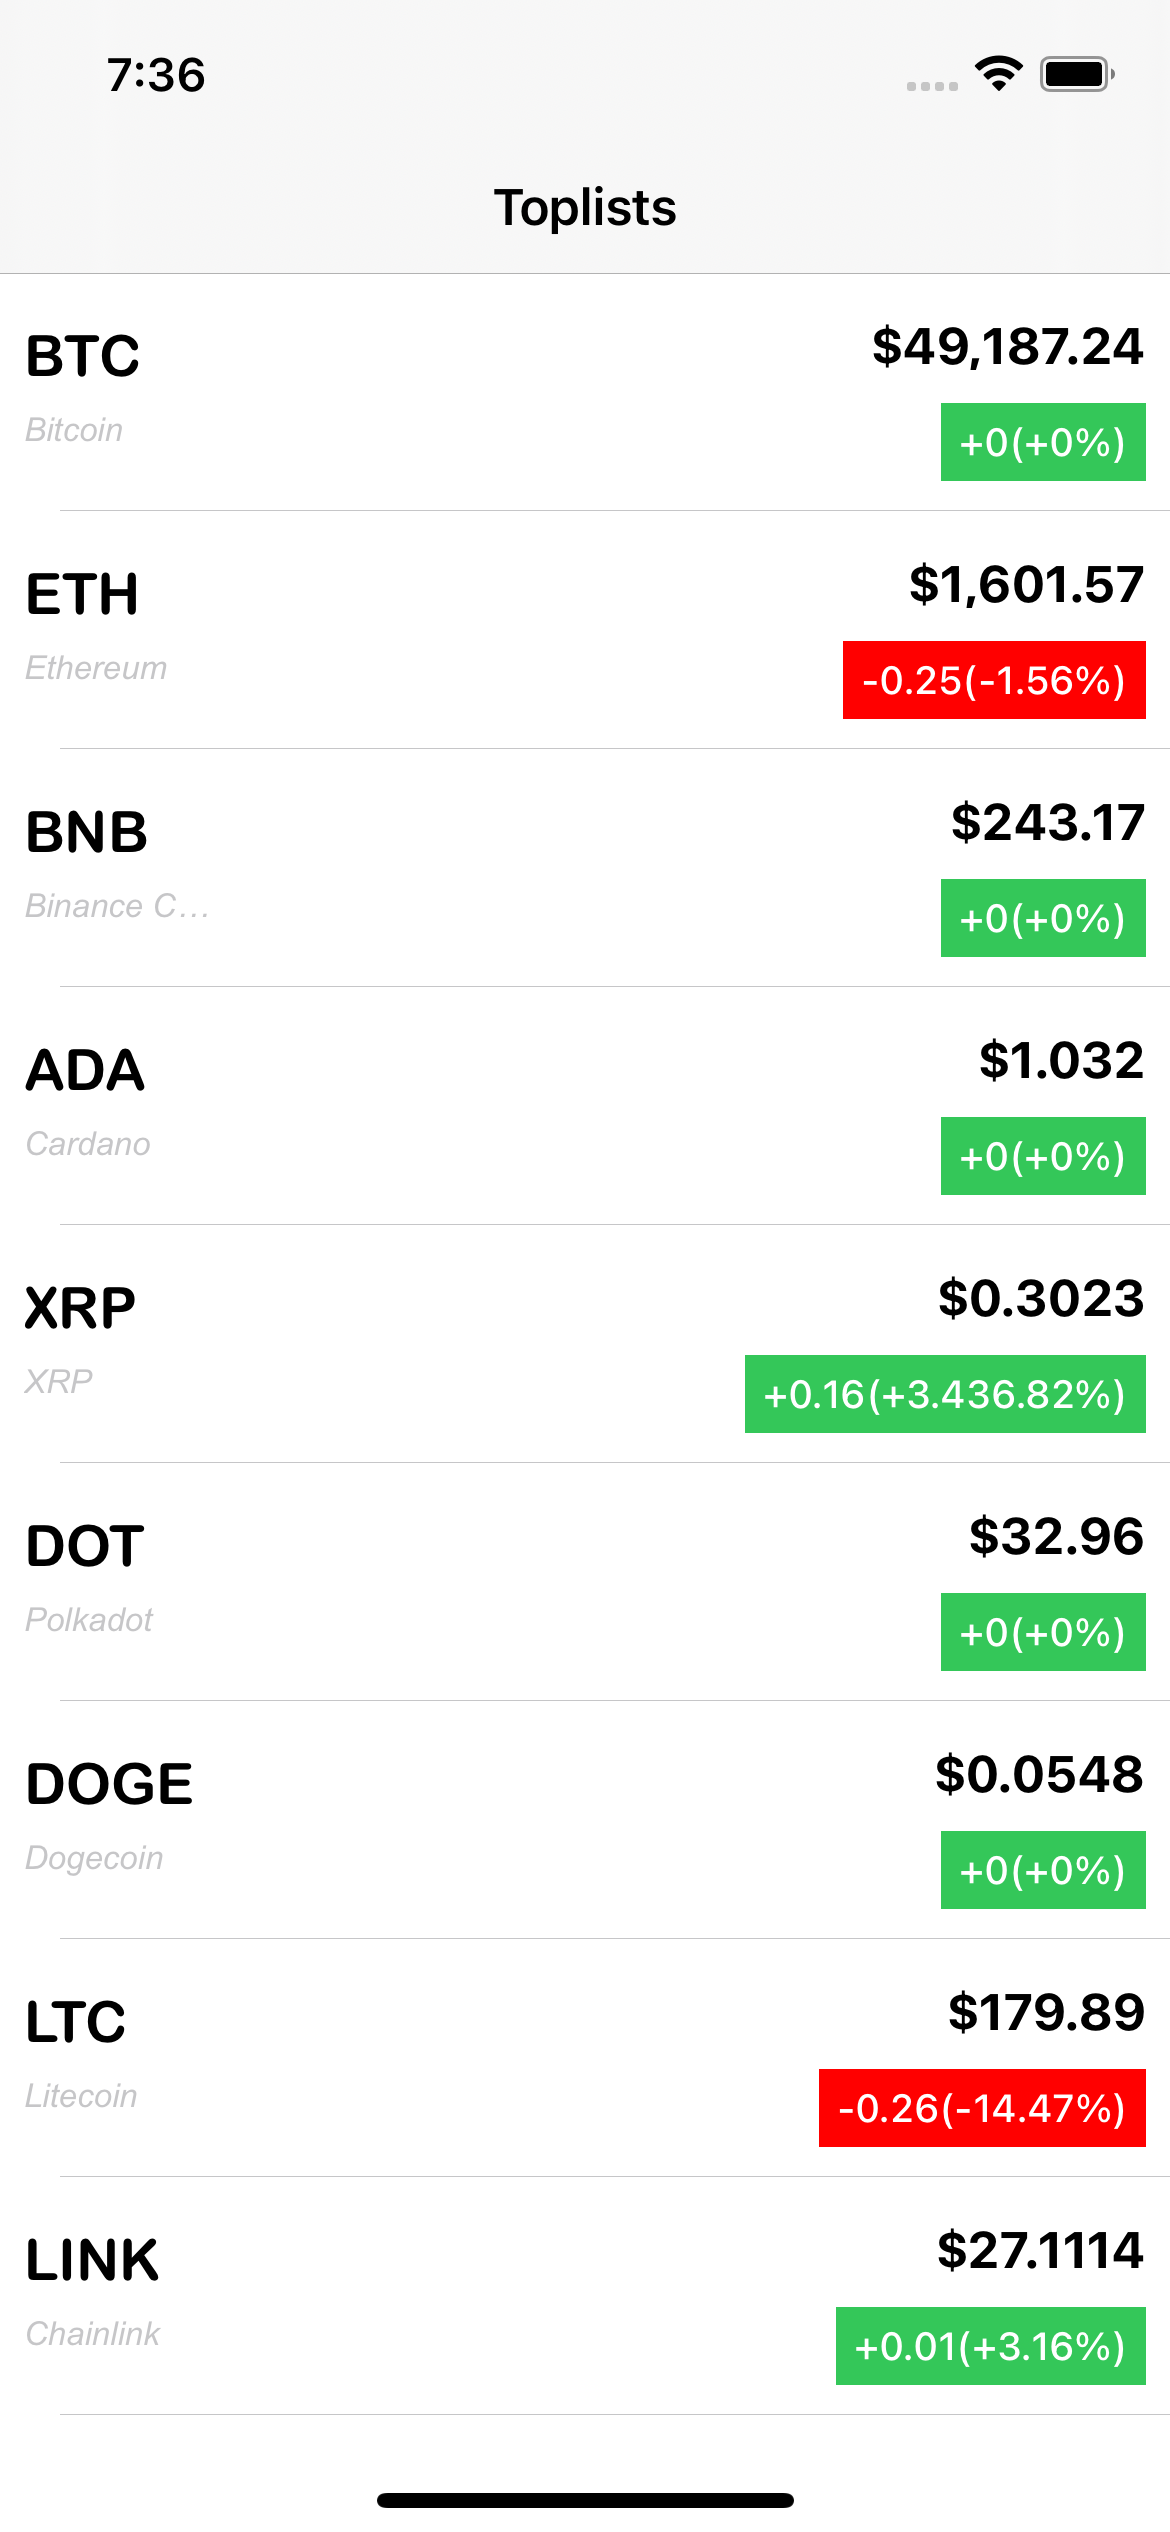 7:36
Toplists
BTC
$49,187.24
Bitcoin
+0(+0%)
ETH
$1,601.57
Ethereum
-0.25(-1.56%)
BNB
$243.17
Binance C...
+0(+0%)
ADA
$1.032
Cardano
+0(+0%)
XRP
$0.3023
XRP
+0.16(+3.436.82%)
DOT
$32.96
Polkadot
+0(+0%)
DOGE
$0.0548
Dogecoin
+0(+0%)
LTC
$179.89
Litecoin
-0.26(-14.47%)
LINK
$27.1114
Chainlink
+0.01(+3.16%)